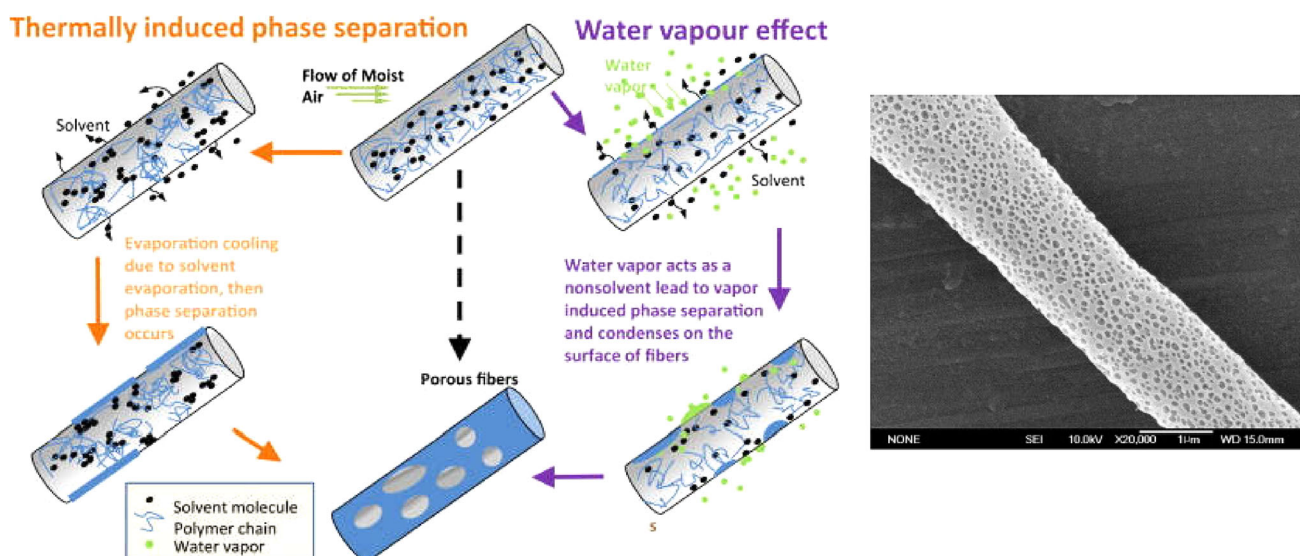 Thermally induced phase separation
Water vapour effect
Flow of Moist
Air
Water
vapor
Solvent
Solvent
Evaporation cooling
due to solvent
evaporation, then
phase separation
occurs
Water vapor acts as a
nonsolvent lead to vapor
induced phase separation
and condenses on the
surface of fibers
Porous fibers
s
Solvent molecule
Polymer chain
Water vapor
NONE SEI 10.0kV X20,000 1µm WD 15.0mm